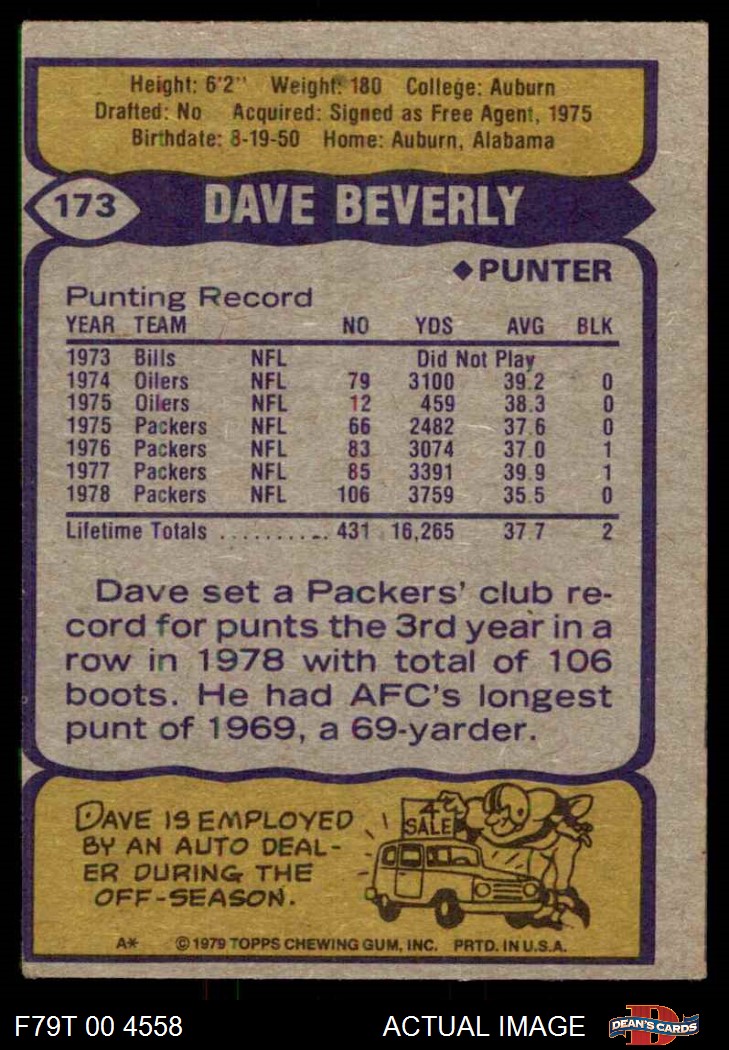 Height: 6'2" Weight: 180 College: Auburn
Drafted: No Acquired: Signed as Free Agent, 1975
Birthdate: 8-19-50 Home: Auburn, Alabama
173 DAVE BEVERLY
◆PUNTER
Punting Record
YEAR TEAM NO YDS AVG BLK
1973 Bills NFL Did Not Play
1974 Oilers NFL 79 3100 39.2 0
1975 Oilers NFL 12 459 38.3 0
1975 Packers NFL 66 2482 37.6 0
1976 Packers NFL 83 3074 37.0 1
1977 Packers NFL 85 3391 39.9 1
1978 Packers NFL 106 3759 35.5 0
Lifetime Totals .......... 431 16,265 37.7 2
Dave set a Packers' club re-
cord for punts the 3rd year in a
row in 1978 with total of 106
boots. He had AFC's longest
punt of 1969, a 69-yarder.
DAVE IS EMPLOYED
BY AN AUTO DEAL-
ER DURING THE
OFF-SEASON.
4
SALE
A* © 1979 TOPPS CHEWING GUM, INC. PRTD. IN U.S.A.
F79T 00 4558 ACTUAL IMAGE D DEAN'S CARDS